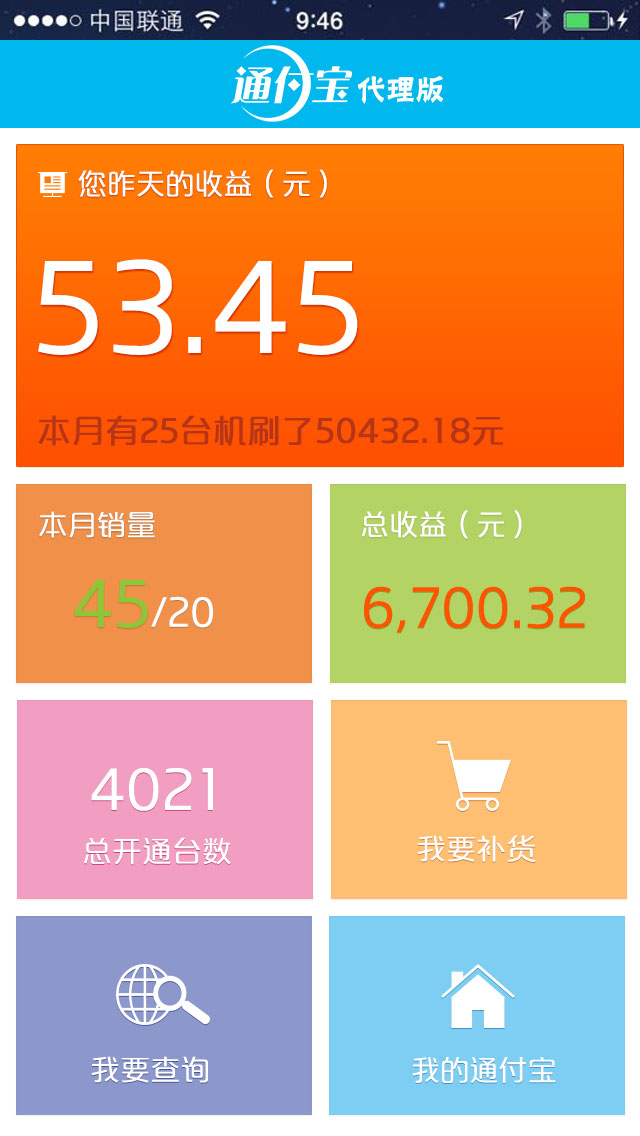 中国联通 9:46
通付宝 代理版
您昨天的收益（元）
53.45
本月有25台机刷了50432.18元
本月销量
45/20
总收益（元）
6,700.32
4021
总开通台数
我要补货
我要查询
我的通付宝